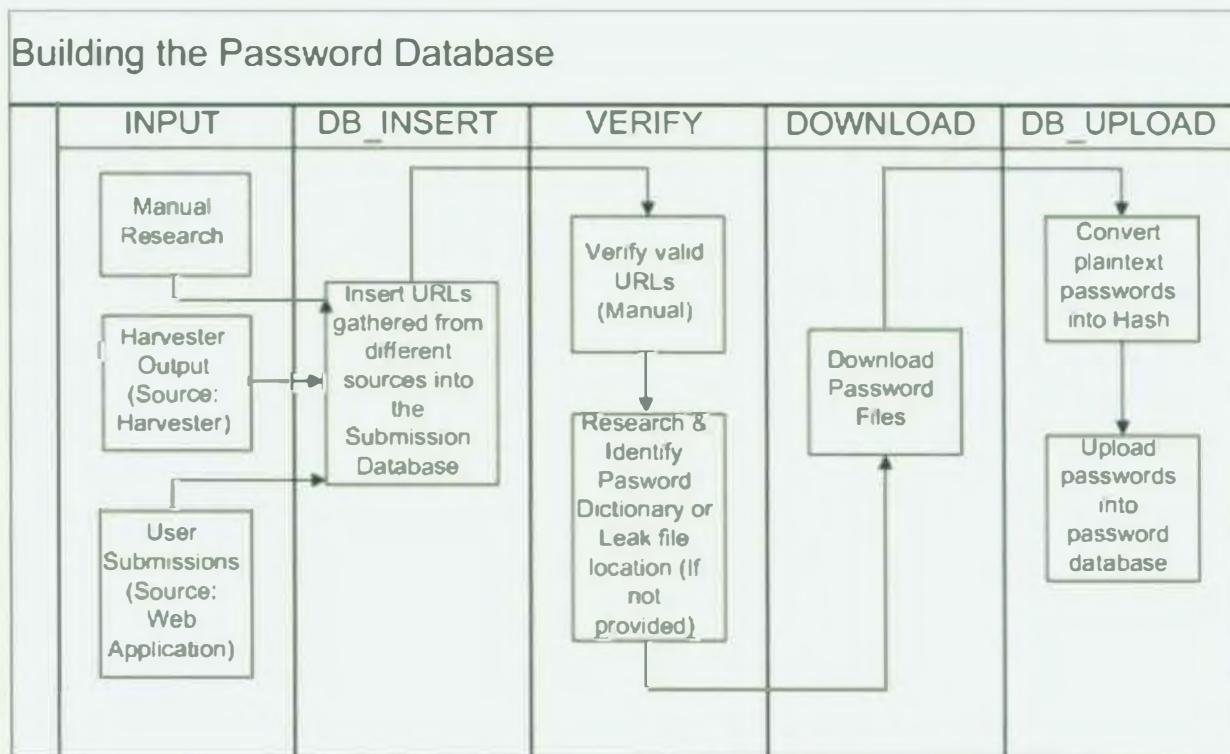 Building the Password Database
INPUT
DB_INSERT
VERIFY
DOWNLOAD
DB_UPLOAD
Manual
Research
Harvester
Output
(Source:
Harvester)
User
Submissions
(Source:
Web
Application)
Insert URLs
gathered from
different
sources into
the
Submission
Database
Verify valid
URLs
(Manual)
Research &
Identify
Pasword
Dictionary or
Leak file
location (If
not
provided)
Download
Password
Files
Convert
plaintext
passwords
into Hash
Upload
passwords
into
password
database